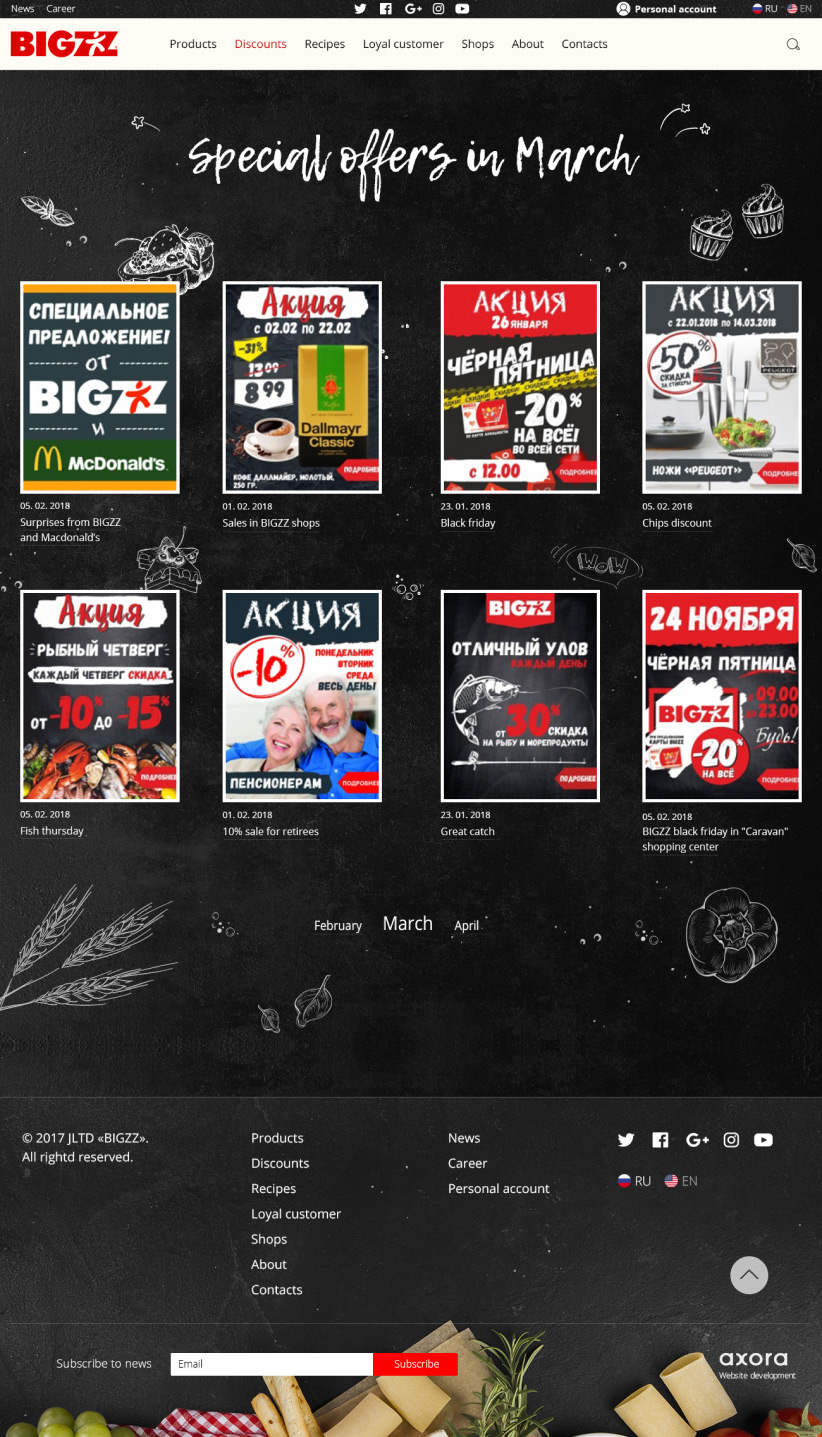 News Career
Personal account
RU EN
BIGZZ
Products Discounts Recipes Loyal customer Shops About Contacts
Special offers in March
СПЕЦИАЛЬНОЕ
ПРЕДЛОЖЕНИЕ!
ОТ
BIGZZ
И
McDonald's
05. 02. 2018
Surprises from BIGZZ
and Macdonald's
Акция
с 02.02 по 22.02
-31%
13 09
8 99
Dallmayr
Classic
КОФЕ ДАЛЛМАЙЕР, МОЛОТЫЙ,
250 ГР.
ПОДРОБНЕЕ
01. 02. 2018
Sales in BIGZZ shops
АКЦИЯ
26 ЯНВАРЯ
ЧЁРНАЯ
ПЯТНИЦА
СКИДКИ СКИДКИ СКИДКИ
-20%
НА ВСЁ!
ВО ВСЕЙ СЕТИ
с 12.00
ПОДРОБНЕЕ
23. 01. 2018
Black friday
АКЦИЯ
с 22.01.2018 по 14.03.2018
-50%
СКИДКА
ЗА СТИКЕРЫ
PEUGEOT
НОЖИ «PEUGEOT»
ПОДРОБНЕЕ
05. 02. 2018
Chips discount
WOW
Акция
РЫБНЫЙ ЧЕТВЕРГ
КАЖДЫЙ ЧЕТВЕРГ СКИДКА
ОТ -10% ДО -15%
ПОДРОБНЕЕ
05. 02. 2018
Fish thursday
АКЦИЯ
-10%
ПОНЕДЕЛЬНИК
ВТОРНИК
СРЕДА
ВЕСЬ ДЕНЬ!
ПЕНСИОНЕРАМ
ПОДРОБНЕЕ
01. 02. 2018
10% sale for retirees
BIGZZ
ОТЛИЧНЫЙ УЛОВ
КАЖДЫЙ ДЕНЬ!
ОТ 30% СКИДКА
НА РЫБУ И МОРЕПРОДУКТЫ
ПОДРОБНЕЕ
23. 01. 2018
Great catch
24 НОЯБРЯ
ЧЁРНАЯ ПЯТНИЦА
с 09.00
до 23.00
BIGZZ
Будь!
ПРИ ПРЕДЪЯВЛЕНИИ
КАРТЫ BIGZZ
-20%
НА ВСЁ
ПОДРОБНЕЕ
05. 02. 2018
BIGZZ black friday in "Caravan"
shopping center
February March April
© 2017 JLTD «BIGZZ».
All rightd reserved.
Products
Discounts
Recipes
Loyal customer
Shops
About
Contacts
News
Career
Personal account
RU EN
Subscribe to news
Email
Subscribe
axora
Website development